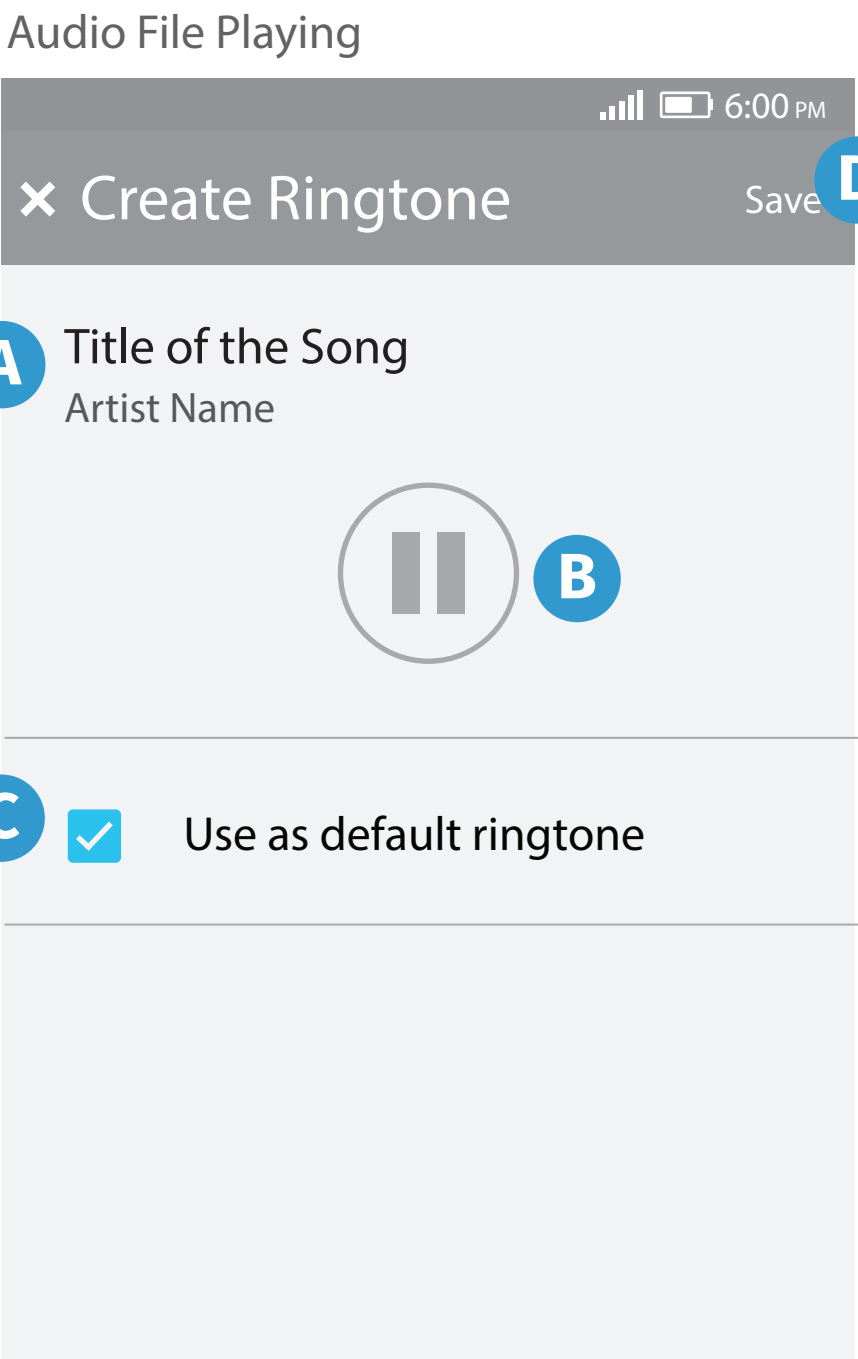 Audio File Playing
6:00 PM
× Create Ringtone
Save D
A Title of the Song
Artist Name
B
C Use as default ringtone